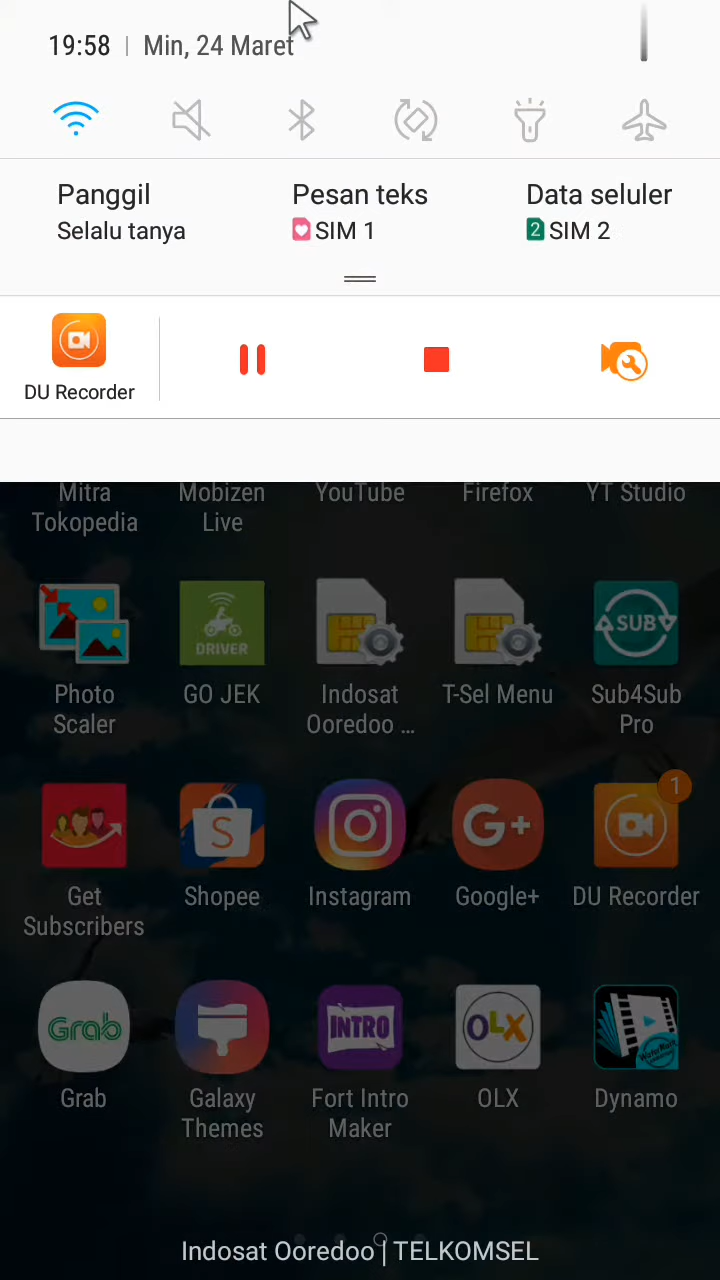 19:58 | Min, 24 Maret
Panggil
Selalu tanya
Pesan teks
SIM 1
Data seluler
2 SIM 2
DU Recorder
Mitra
Tokopedia
Mobizen
Live
YouTube
Firefox
YT Studio
DRIVER
SUB
Photo
Scaler
GO JEK
Indosat
Ooredoo ...
T-Sel Menu
Sub4Sub
Pro
S
G+
1
Get
Subscribers
Shopee
Instagram
Google+
DU Recorder
Grab
INTRO
OLX
Grab
Galaxy
Themes
Fort Intro
Maker
OLX
Dynamo
Indosat Ooredoo | TELKOMSEL